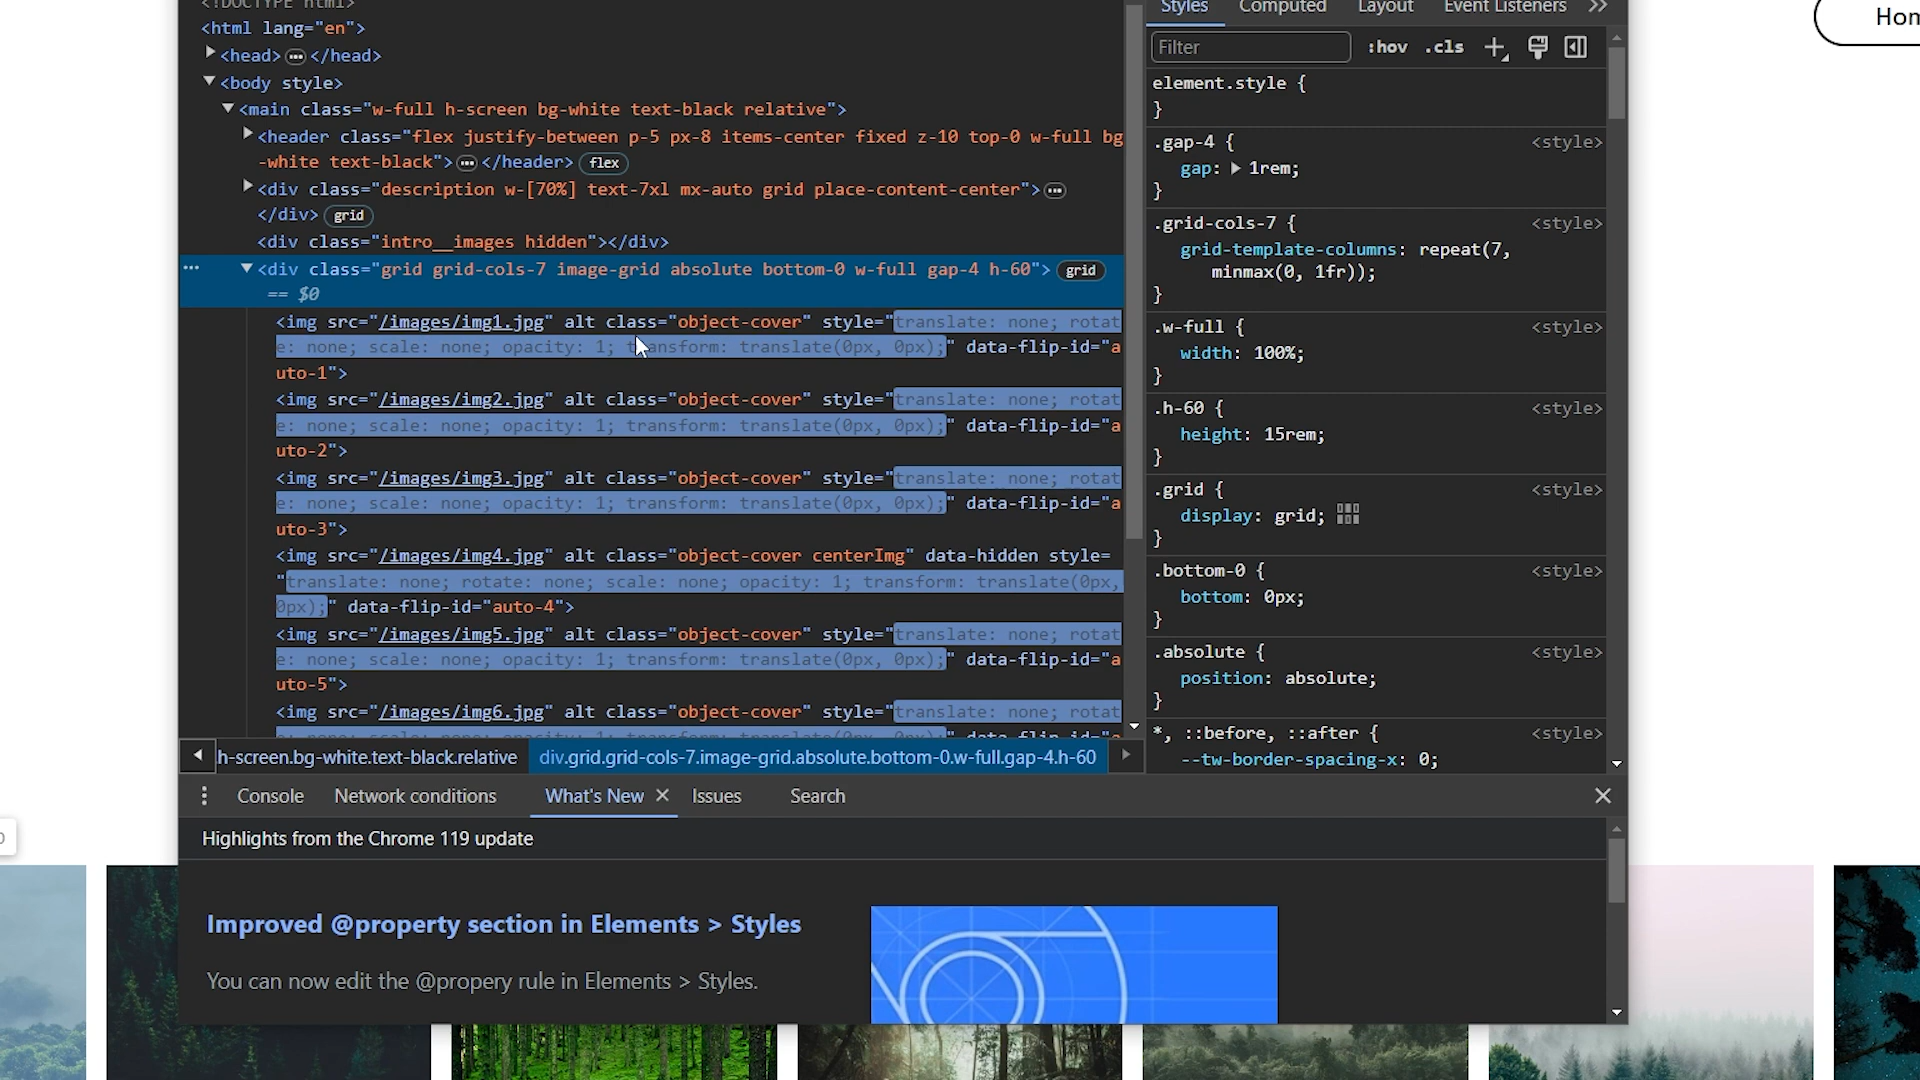 <!DOCTYPE html>
<html lang="en">
<head> ••• </head>
<body style>
<main class="w-full h-screen bg-white text-black relative">
<header class="flex justify-between p-5 px-8 items-center fixed z-10 top-0 w-full bg
-white text-black"> ••• </header> flex
<div class="description w-[70%] text-7xl mx-auto grid place-content-center"> •••
</div> grid
<div class="intro__images hidden"></div>
••• <div class="grid grid-cols-7 image-grid absolute bottom-0 w-full gap-4 h-60"> grid
== $0
<img src="/images/img1.jpg" alt class="object-cover" style="translate: none; rotat
e: none; scale: none; opacity: 1; transform: translate(0px, 0px);" data-flip-id="a
uto-1">
<img src="/images/img2.jpg" alt class="object-cover" style="translate: none; rotat
e: none; scale: none; opacity: 1; transform: translate(0px, 0px);" data-flip-id="a
uto-2">
<img src="/images/img3.jpg" alt class="object-cover" style="translate: none; rotat
e: none; scale: none; opacity: 1; transform: translate(0px, 0px);" data-flip-id="a
uto-3">
<img src="/images/img4.jpg" alt class="object-cover centerImg" data-hidden style=
"translate: none; rotate: none; scale: none; opacity: 1; transform: translate(0px,
0px);" data-flip-id="auto-4">
<img src="/images/img5.jpg" alt class="object-cover" style="translate: none; rotat
e: none; scale: none; opacity: 1; transform: translate(0px, 0px);" data-flip-id="a
uto-5">
<img src="/images/img6.jpg" alt class="object-cover" style="translate: none; rotat
e: none; scale: none; opacity: 1; transform: translate(0px, 0px);" data-flip-id="a
h-screen.bg-white.text-black.relative div.grid.grid-cols-7.image-grid.absolute.bottom-0.w-full.gap-4.h-60
Styles Computed Layout Event Listeners »
Filter :hov .cls +
element.style {
}
.gap-4 { <style>
gap: 1rem;
}
.grid-cols-7 { <style>
grid-template-columns: repeat(7,
minmax(0, 1fr));
}
.w-full { <style>
width: 100%;
}
.h-60 { <style>
height: 15rem;
}
.grid { <style>
display: grid;
}
.bottom-0 { <style>
bottom: 0px;
}
.absolute { <style>
position: absolute;
}
*, ::before, ::after { <style>
--tw-border-spacing-x: 0;
Console Network conditions What's New × Issues Search ×
Highlights from the Chrome 119 update
Improved @property section in Elements > Styles
You can now edit the @propery rule in Elements > Styles.
Hom